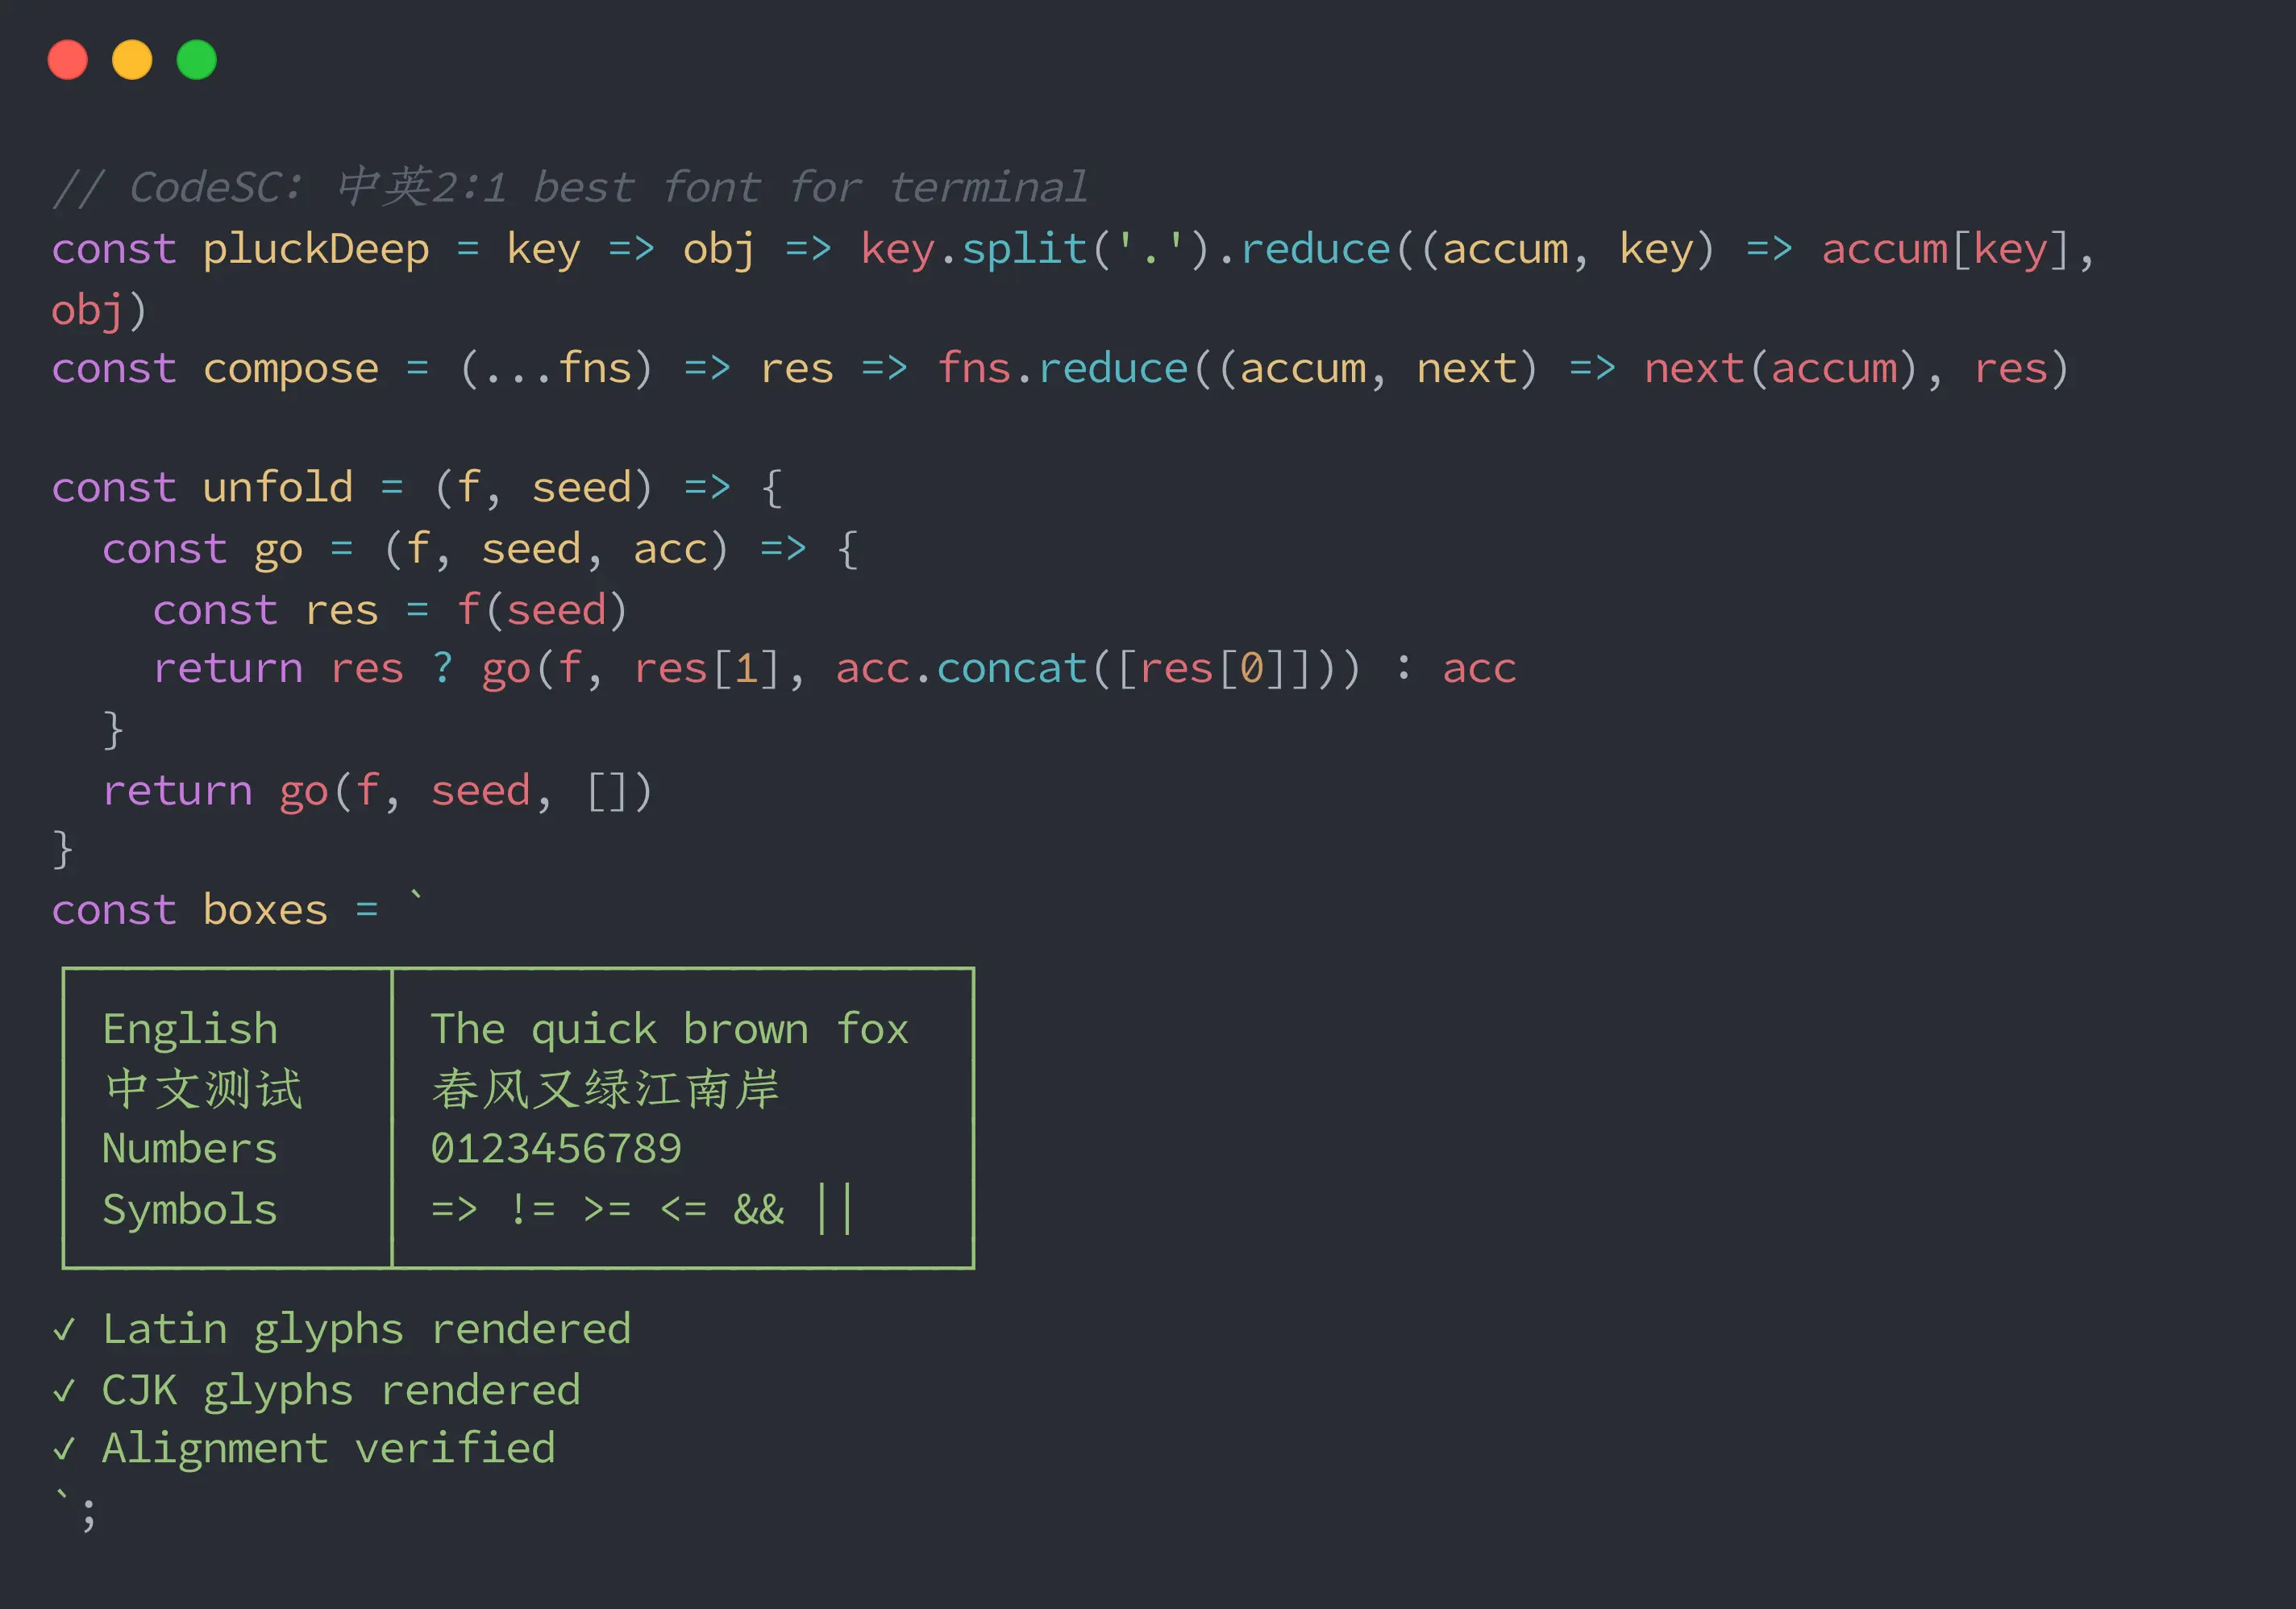 // CodeSC: 中英2:1 best font for terminal
const pluckDeep = key => obj => key.split('.').reduce((accum, key) => accum[key],
obj)
const compose = (...fns) => res => fns.reduce((accum, next) => next(accum), res)

const unfold = (f, seed) => {
  const go = (f, seed, acc) => {
    const res = f(seed)
    return res ? go(f, res[1], acc.concat([res[0]])) : acc
  }
  return go(f, seed, [])
}
const boxes = `
┌────────────┬──────────────────────┐
│ English    │ The quick brown fox  │
│ 中文测试   │ 春风又绿江南岸       │
│ Numbers    │ 0123456789           │
│ Symbols    │ => != >= <= && ||    │
└────────────┴──────────────────────┘
✓ Latin glyphs rendered
✓ CJK glyphs rendered
✓ Alignment verified
`;